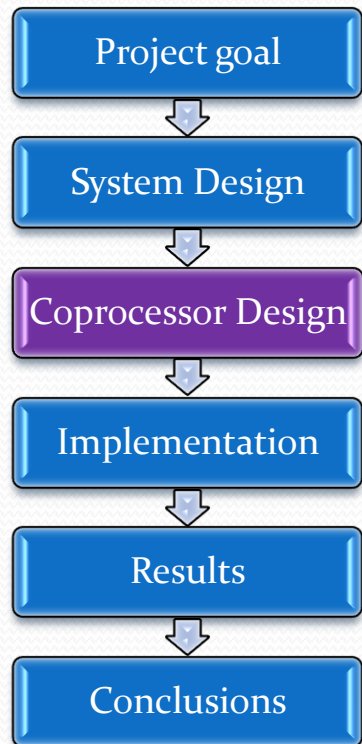 Project goal
System Design
Coprocessor Design
Implementation
Results
Conclusions